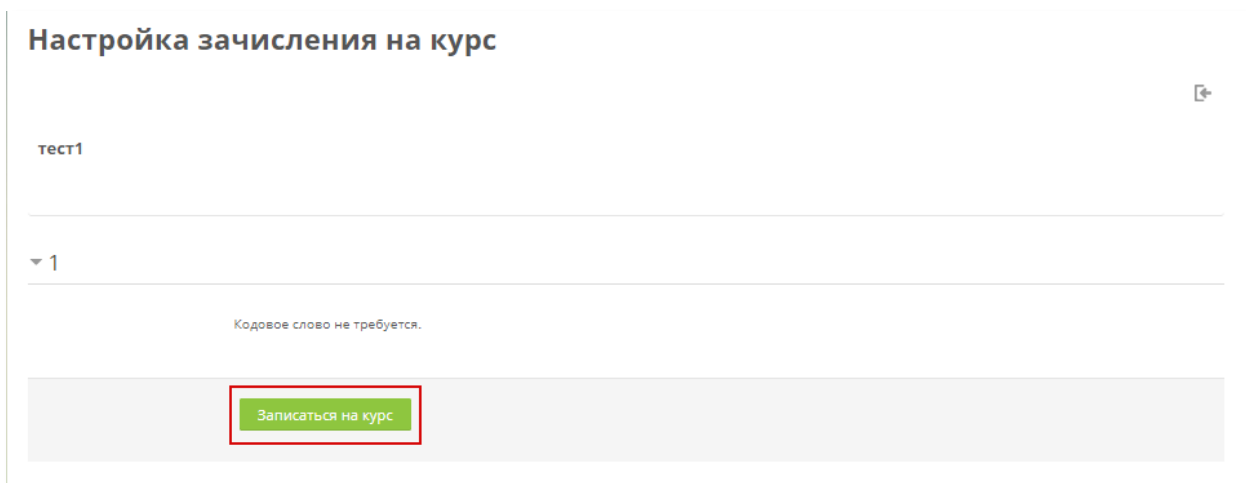 Настройка зачисления на курс
тест1
1
Кодовое слово не требуется.
Записаться на курс